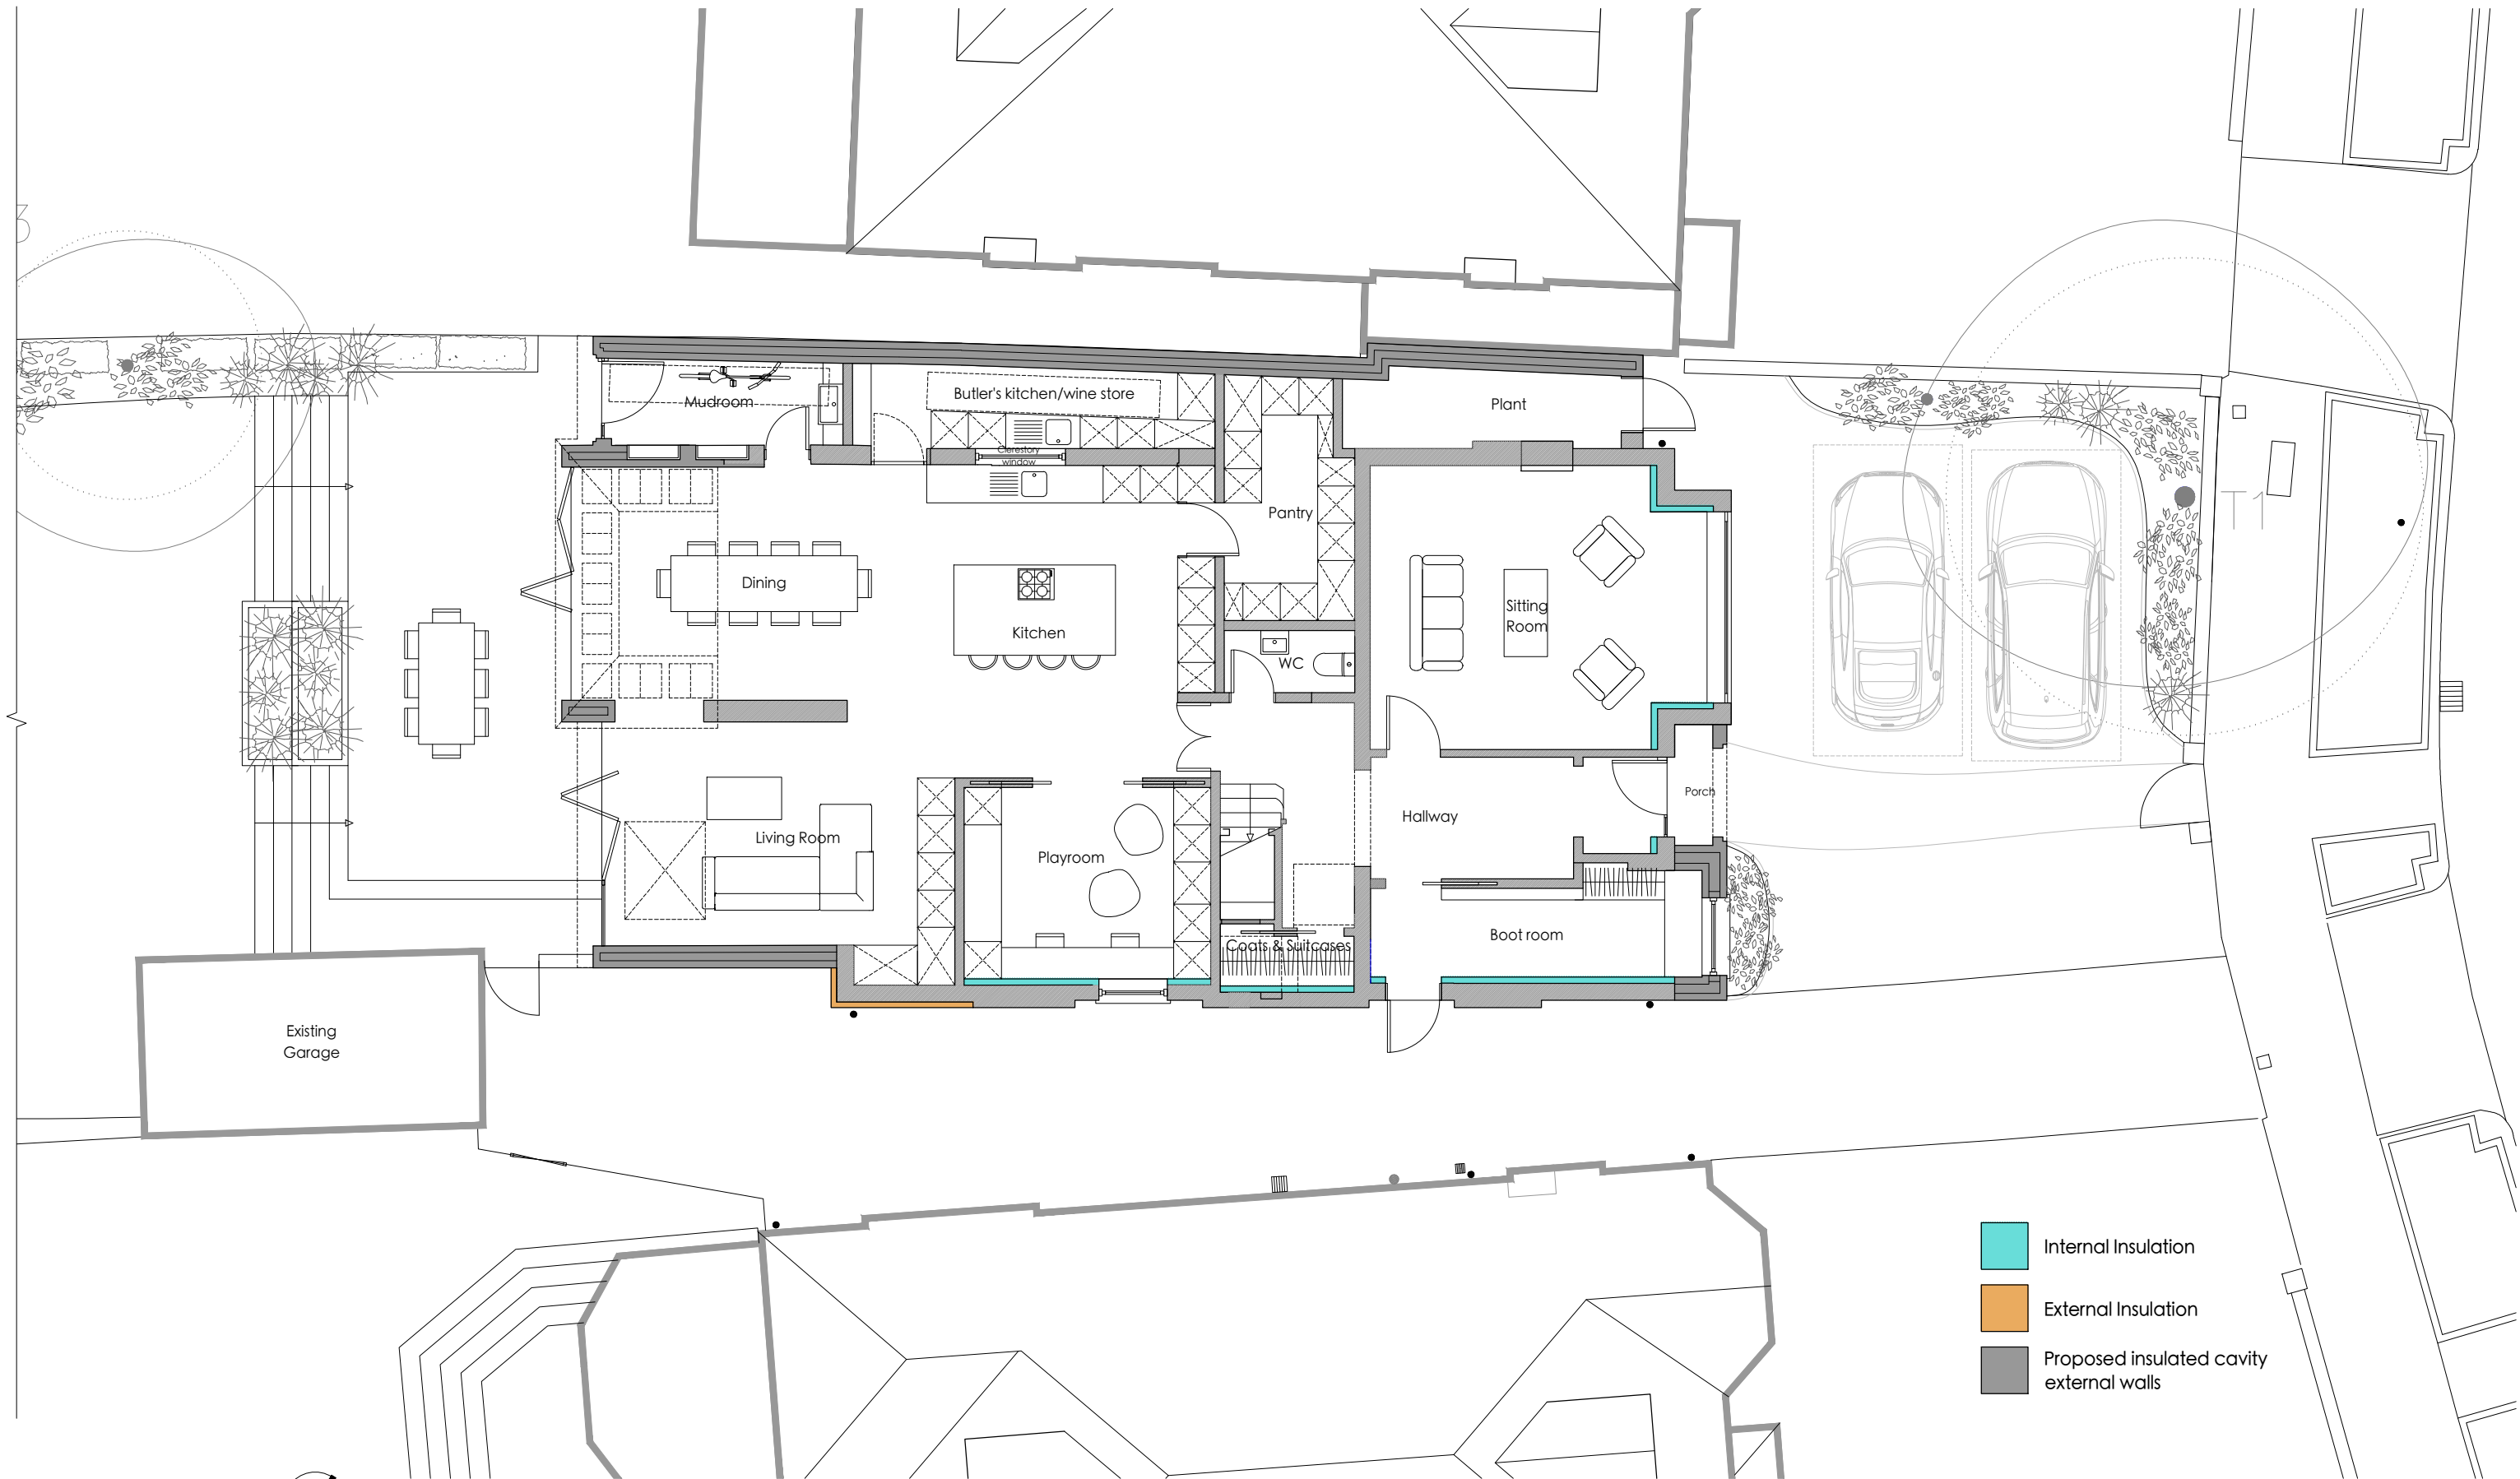 3
Mudroom
Butler's kitchen/wine store
Plant
Clerestory
window
Pantry
T1
Dining
Kitchen
Sitting
Room
WC
Porch
Hallway
Living Room
Playroom
Coats & Suitcases
Boot room
Existing
Garage
Internal Insulation
External Insulation
Proposed insulated cavity
external walls